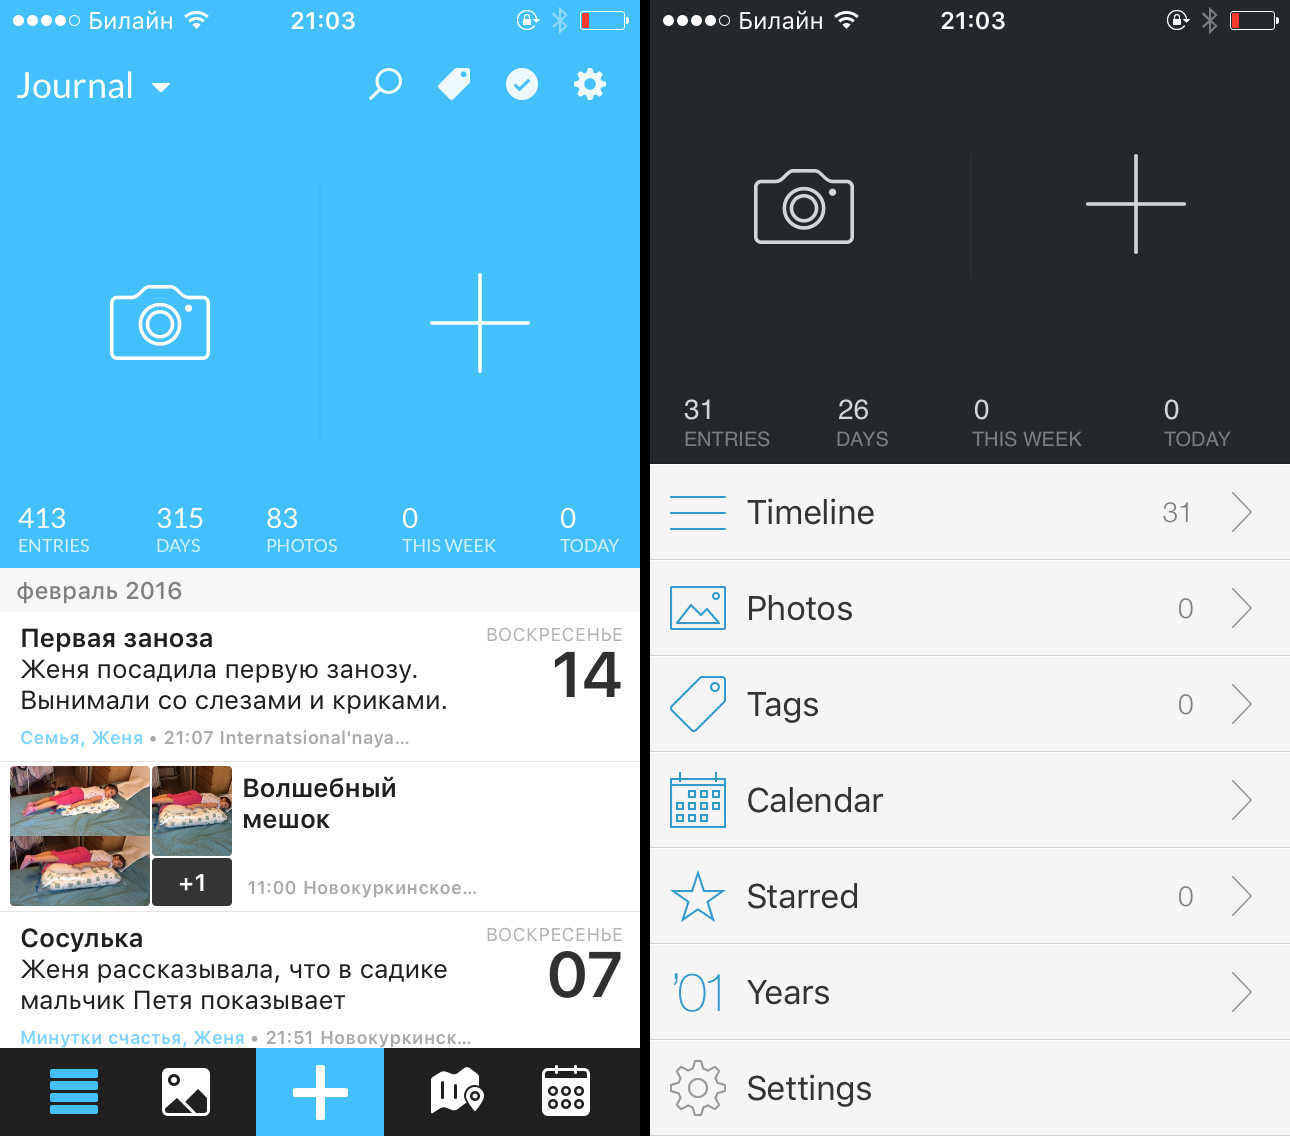 Билайн 21:03
Journal
413 315 83 0 0
ENTRIES DAYS PHOTOS THIS WEEK TODAY
февраль 2016
Первая заноза
Женя посадила первую занозу.
Вынимали со слезами и криками.
Семья, Женя • 21:07 Internatsional'naya...
ВОСКРЕСЕНЬЕ
14
+1
Волшебный
мешок
11:00 Новокуркинское...
Сосулька
Женя рассказывала, что в садике
мальчик Петя показывает
Минутки счастья, Женя • 21:51 Новокуркинск...
ВОСКРЕСЕНЬЕ
07
Билайн 21:03
31 26 0 0
ENTRIES DAYS THIS WEEK TODAY
Timeline 31
Photos 0
Tags 0
Calendar
Starred 0
'01 Years
Settings